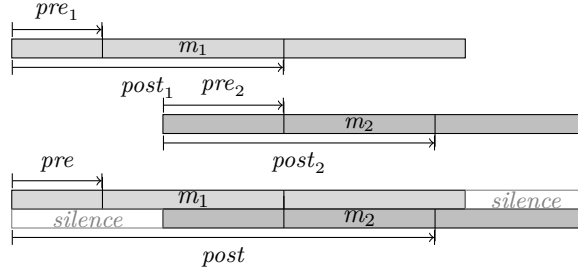 pre₁
m₁
post₁ pre₂
m₂
post₂
pre
m₁ silence
silence m₂
post